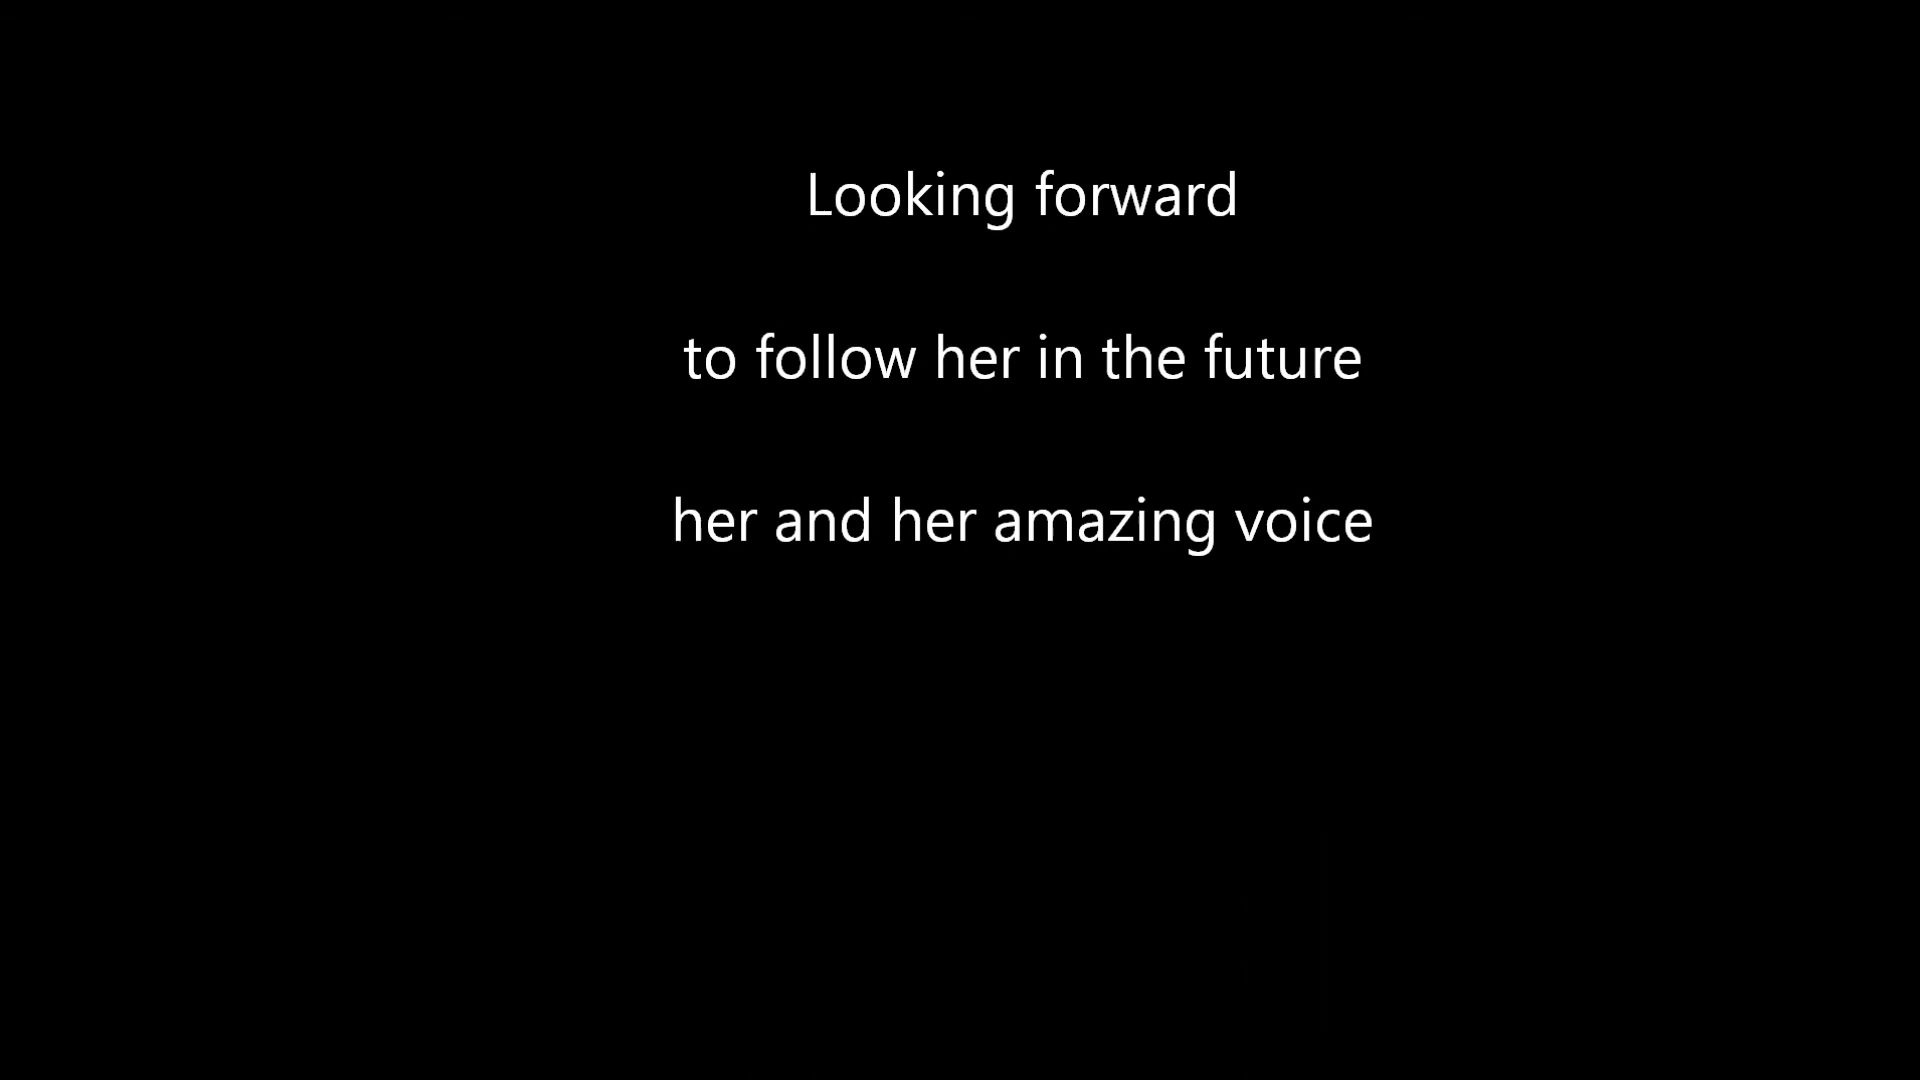 Looking forward
to follow her in the future
her and her amazing voice